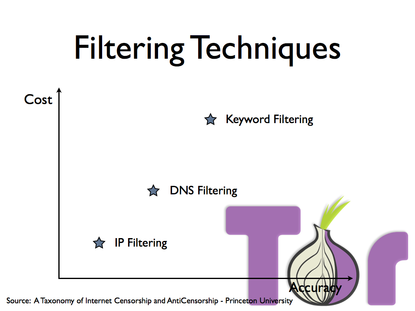 Filtering Techniques
Cost
Keyword Filtering
DNS Filtering
IP Filtering
Tor
Accuracy
Source: A Taxonomy of Internet Censorship and AntiCensorship - Princeton University